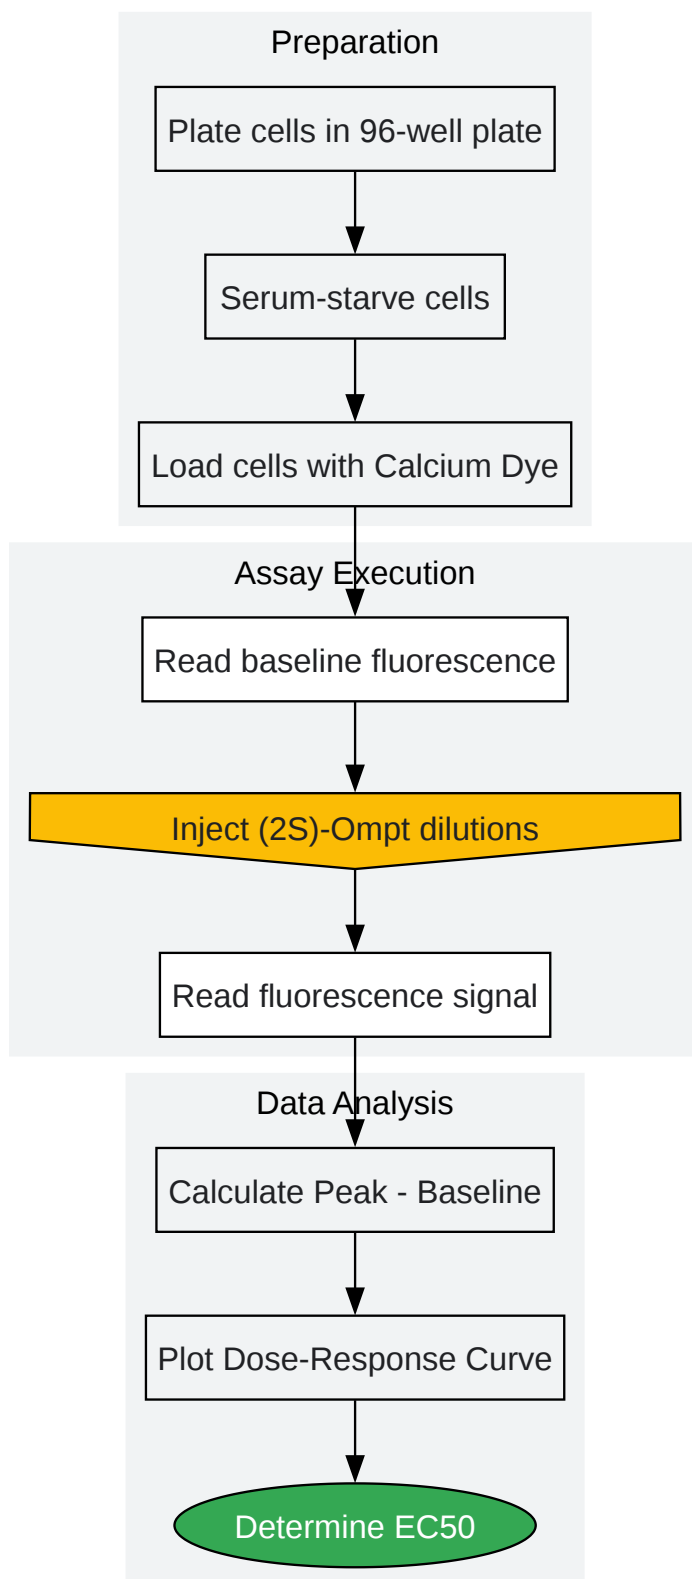 Preparation
Plate cells in 96-well plate
Serum-starve cells
Load cells with Calcium Dye
Assay Execution
Read baseline fluorescence
Inject (2S)-Ompt dilutions
Read fluorescence signal
Data Analysis
Calculate Peak - Baseline
Plot Dose-Response Curve
Determine EC50